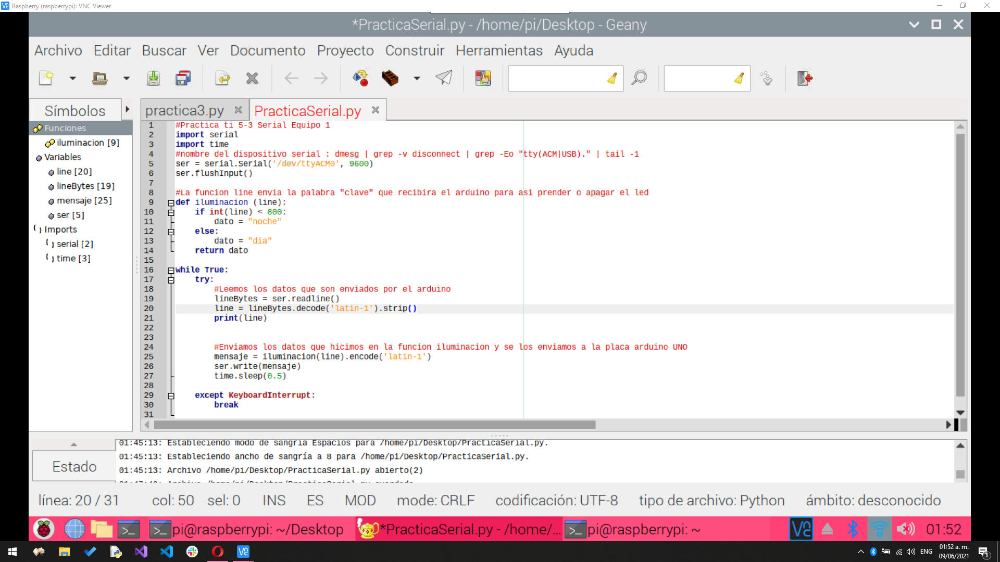 Raspberry (raspberrypi): VNC Viewer
*PracticaSerial.py - /home/pi/Desktop - Geany
Archivo Editar Buscar Ver Documento Proyecto Construir Herramientas Ayuda
Símbolos
practica3.py
PracticaSerial.py
Funciones
iluminacion [9]
Variables
line [20]
lineBytes [19]
mensaje [25]
ser [5]
Imports
serial [2]
time [3]
1 #Practica ti 5-3 Serial Equipo 1
2 import serial
3 import time
4 #nombre del dispositivo serial : dmesg | grep -v disconnect | grep -Eo "tty(ACM|USB)." | tail -1
5 ser = serial.Serial('/dev/ttyACM0', 9600)
6 ser.flushInput()
7
8 #La funcion line envia la palabra "clave" que recibira el arduino para asi prender o apagar el led
9 def iluminacion (line):
10     if int(line) < 800:
11         dato = "noche"
12     else:
13         dato = "dia"
14     return dato
15
16 while True:
17     try:
18         #Leemos los datos que son enviados por el arduino
19         lineBytes = ser.readline()
20         line = lineBytes.decode('latin-1').strip()
21         print(line)
22
23
24         #Enviamos los datos que hicimos en la funcion iluminacion y se los enviamos a la placa arduino UNO
25         mensaje = iluminacion(line).encode('latin-1')
26         ser.write(mensaje)
27         time.sleep(0.5)
28
29     except KeyboardInterrupt:
30         break
31
Estado
01:45:13: Estableciendo modo de sangría Espacios para /home/pi/Desktop/PracticaSerial.py.
01:45:13: Estableciendo ancho de sangría a 8 para /home/pi/Desktop/PracticaSerial.py.
01:45:13: Archivo /home/pi/Desktop/PracticaSerial.py abierto(2)
línea: 20 / 31 col: 50 sel: 0 INS ES MOD mode: CRLF codificación: UTF-8 tipo de archivo: Python ámbito: desconocido
pi@raspberrypi: ~/Desktop *PracticaSerial.py - /home/... pi@raspberrypi: ~ 01:52
ENG
01:52 a. m.
09/06/2021
1